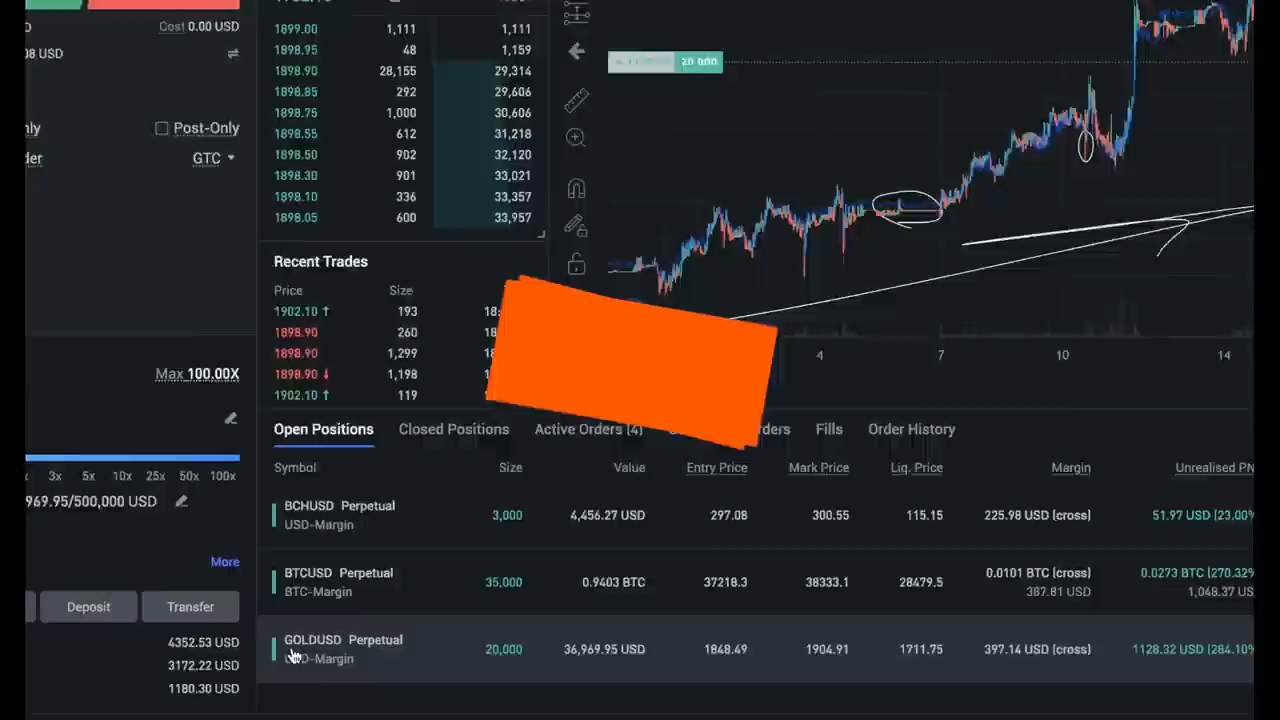 Cost 0.00 USD
08 USD
Post-Only
GTC
Max 100.00X
3x 5x 10x 25x 50x 100x
969.95/500,000 USD
More
Deposit Transfer
4352.53 USD
3172.22 USD
1180.30 USD
1899.00 1,111 1,111
1898.95 48 1,159
1898.90 28,155 29,314
1898.85 292 29,606
1898.75 1,000 30,606
1898.55 612 31,218
1898.50 902 32,120
1898.30 901 33,021
1898.10 336 33,357
1898.05 600 33,957
Recent Trades
Price Size
1902.10 ↑ 193 18:
1898.90 260 18
1898.90 1,299 18
1898.90 ↓ 1,198
1902.10 ↑ 119
20 000
4 7 10 14
Open Positions Closed Positions Active Orders (4) Fills Order History
Symbol Size Value Entry Price Mark Price Liq. Price Margin Unrealised PN
BCHUSD Perpetual
USD-Margin
3,000 4,456.27 USD 297.08 300.55 115.15 225.98 USD (cross) 51.97 USD (23.00%
BTCUSD Perpetual
BTC-Margin
35,000 0.9403 BTC 37218.3 38333.1 28479.5 0.0101 BTC (cross) 0.0273 BTC (270.32%
387.81 USD 1,046.37 US
GOLDUSD Perpetual
USD-Margin
20,000 36,969.95 USD 1848.49 1904.91 1711.75 397.14 USD (cross) 1128.32 USD (284.10%